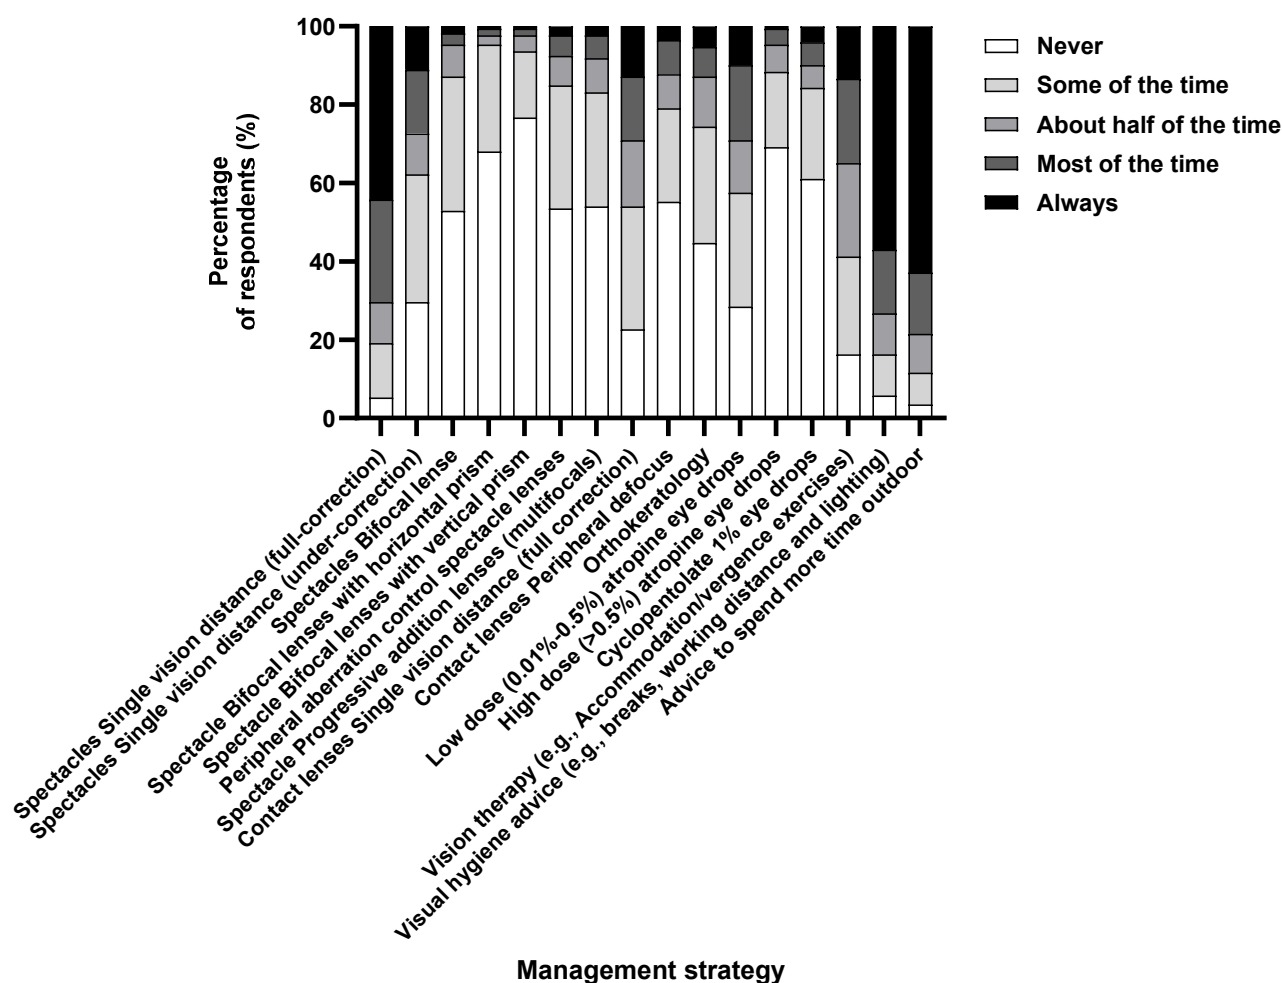 100
80
60
40
20
0
Percentage
of respondents (%)
Never
Some of the time
About half of the time
Most of the time
Always
Spectacles Single vision distance (full-correction)
Spectacles Single vision distance (under-correction)
Spectacles Bifocal lense
Spectacle Bifocal lenses with horizontal prism
Spectacle Bifocal lenses with vertical prism
Peripheral aberration control spectacle lenses
Spectacle Progressive addition lenses (multifocals)
Contact lenses Single vision distance (full correction)
Contact lenses Peripheral defocus
Orthokeratology
Low dose (0.01%-0.5%) atropine eye drops
High dose (>0.5%) atropine eye drops
Cyclopentolate 1% eye drops
Vision therapy (e.g., Accommodation/vergence exercises)
Visual hygiene advice (e.g., breaks, working distance and lighting)
Advice to spend more time outdoor
Management strategy